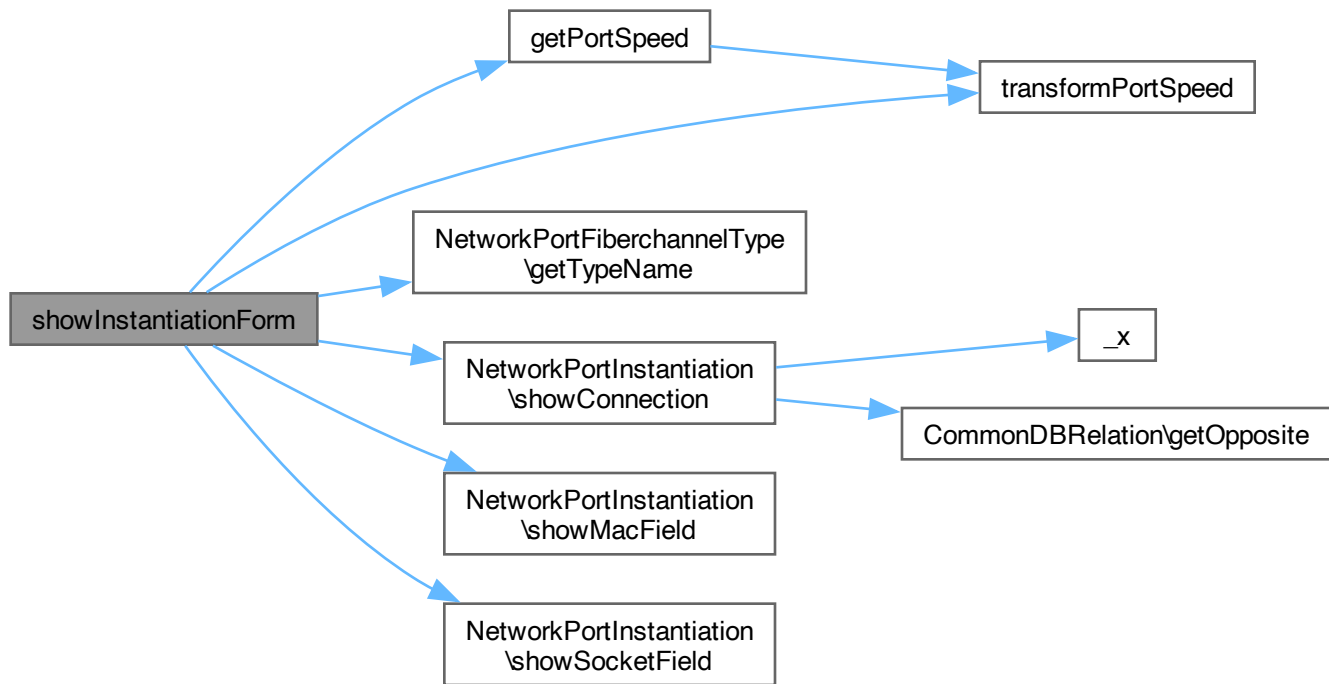 getPortSpeed
transformPortSpeed
NetworkPortFiberchannelType
\getTypeName
showInstantiationForm
_x
NetworkPortInstantiation
\showConnection
CommonDBRelation\getOpposite
NetworkPortInstantiation
\showMacField
NetworkPortInstantiation
\showSocketField